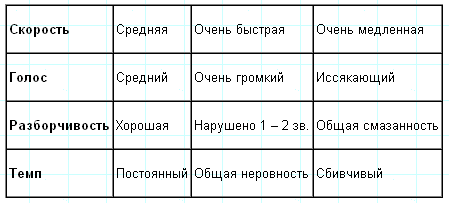 Скорость Средняя Очень быстрая Очень медленная
Голос Средний Очень громкий Иссякающий
Разборчивость Хорошая Нарушено 1 – 2 зв. Общая смазанность
Темп Постоянный Общая неровность Сбивчивый